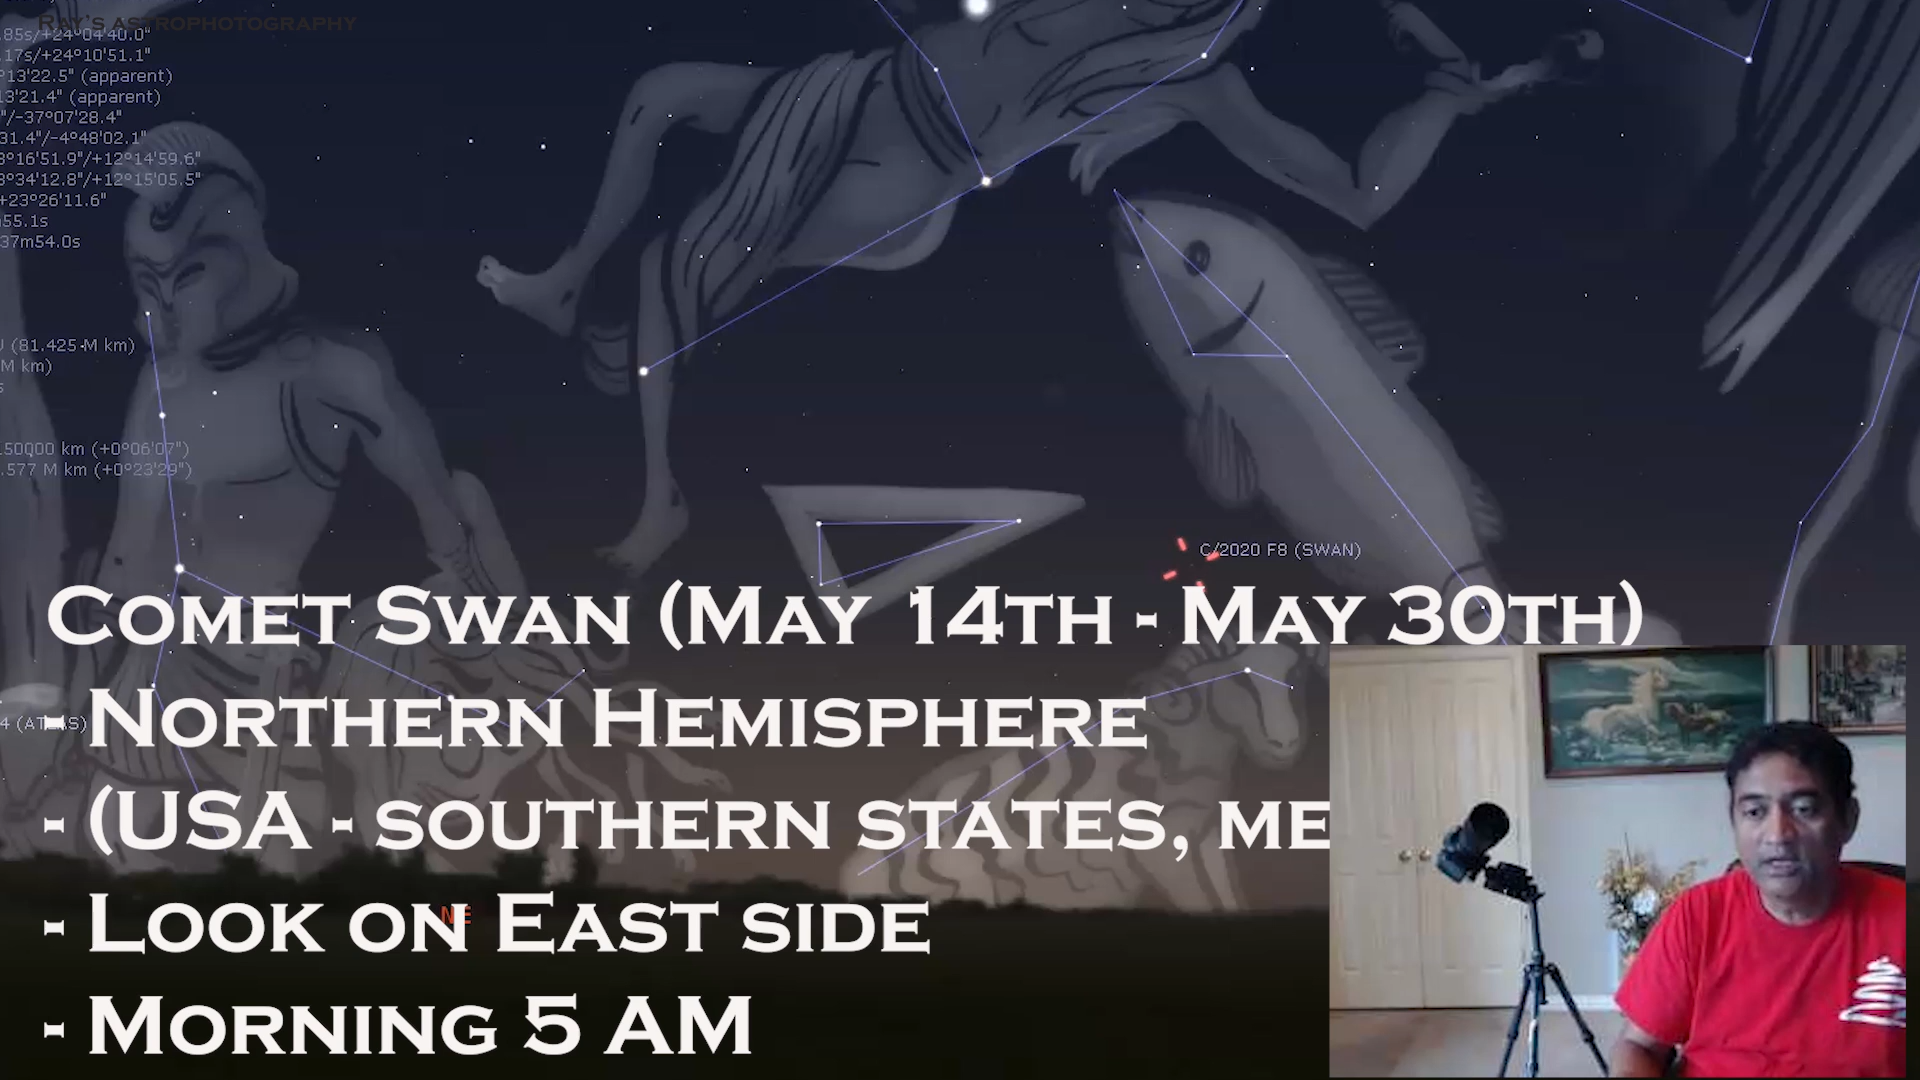 Ray's astrophotography
.85s/+24°04'40.0"
.17s/+24°10'51.1"
°13'22.5" (apparent)
13'21.4" (apparent)
"/-37°07'28.4"
31.4"/-4°48'02.1"
8°16'51.9"/+12°14'59.6"
8°34'12.8"/+12°15'05.5"
+23°26'11.6"
55.1s
37m54.0s
(81.425 M km)
M km)
s
50000 km (+0°06'07")
.577 M km (+0°23'29")
C/2020 F8 (SWAN)
Comet Swan (May 14th - May 30th)
4 (ATLAS)
- Northern Hemisphere
- (USA - southern states, me
NE
- Look on East side
- Morning 5 AM